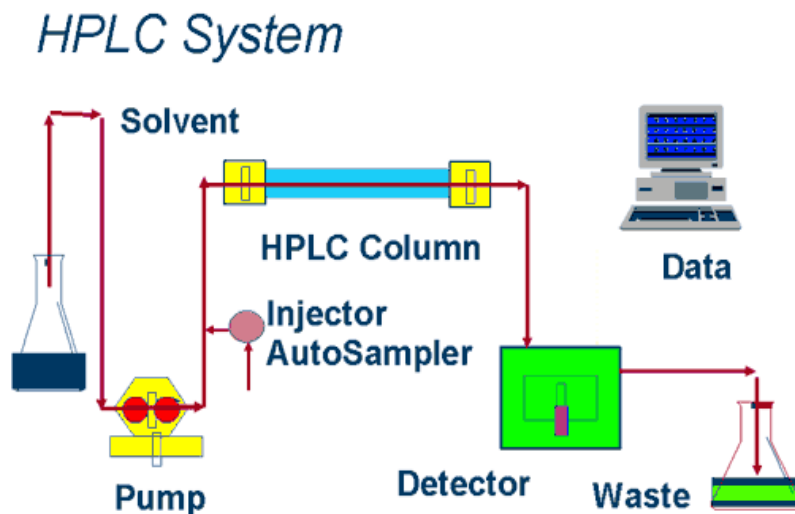 HPLC System
Solvent
HPLC Column
Data
Injector
AutoSampler
Pump
Detector
Waste